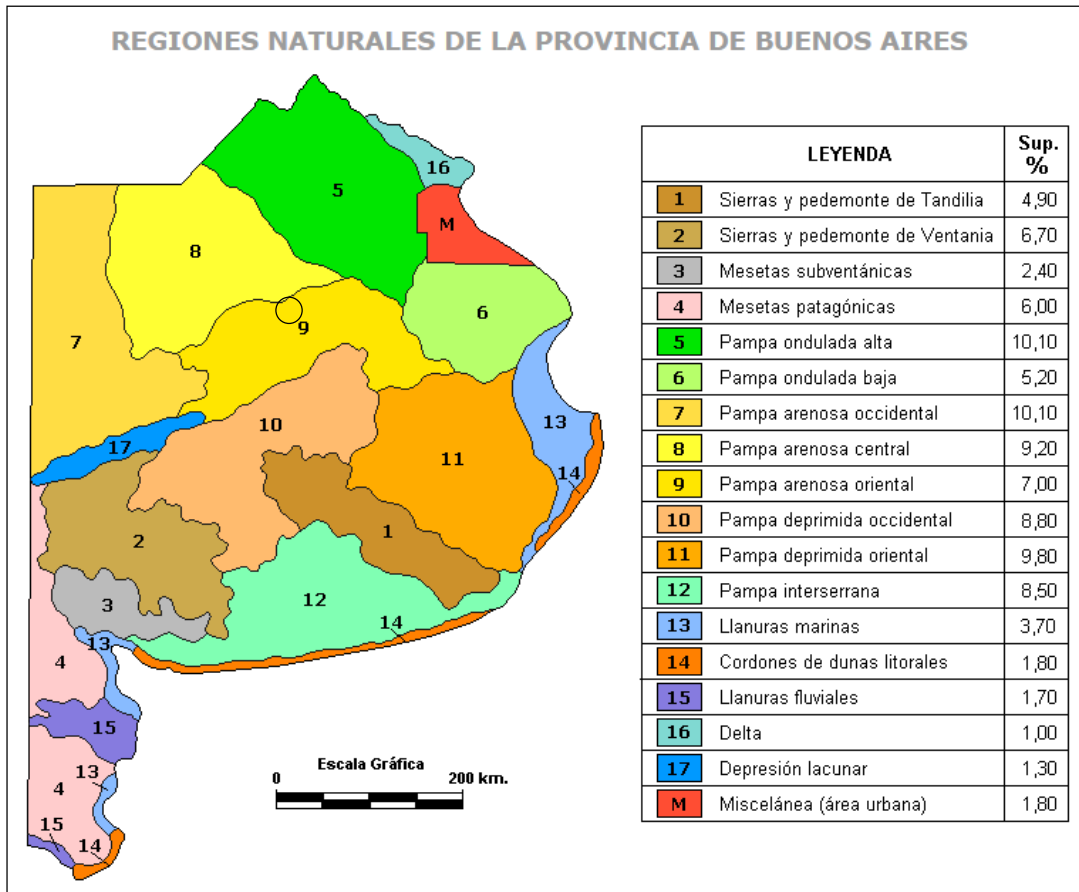 REGIONES NATURALES DE LA PROVINCIA DE BUENOS AIRES
16
5
M
8
6
9
7
13
10
17
11
14
1
2
12
3
14
13
4
15
13
4
15
14
Escala Gráfica
0 200 km.
LEYENDA Sup. %
1 Sierras y pedemonte de Tandilia 4,90
2 Sierras y pedemonte de Ventania 6,70
3 Mesetas subventánicas 2,40
4 Mesetas patagónicas 6,00
5 Pampa ondulada alta 10,10
6 Pampa ondulada baja 5,20
7 Pampa arenosa occidental 10,10
8 Pampa arenosa central 9,20
9 Pampa arenosa oriental 7,00
10 Pampa deprimida occidental 8,80
11 Pampa deprimida oriental 9,80
12 Pampa interserrana 8,50
13 Llanuras marinas 3,70
14 Cordones de dunas litorales 1,80
15 Llanuras fluviales 1,70
16 Delta 1,00
17 Depresión lacunar 1,30
M Miscelánea (área urbana) 1,80